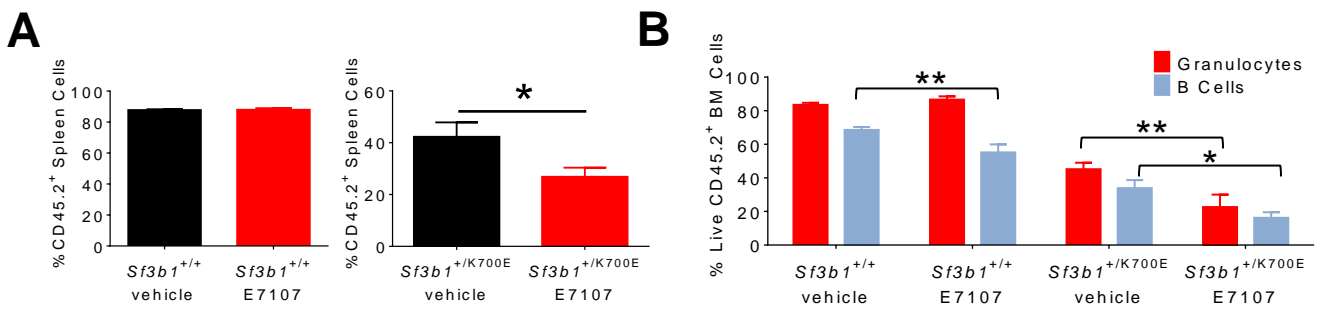 A
B
%CD45.2+ Spleen Cells
100
80
60
40
20
0
Sf3b1+/+
vehicle
Sf3b1+/+
E7107
%CD45.2+ Spleen Cells
60
40
20
0
*
Sf3b1+/K700E
vehicle
Sf3b1+/K700E
E7107
% Live CD45.2+ BM Cells
100
80
60
40
20
0
**
**
*
Granulocytes
B Cells
Sf3b1+/+
vehicle
Sf3b1+/+
E7107
Sf3b1+/K700E
vehicle
Sf3b1+/K700E
E7107